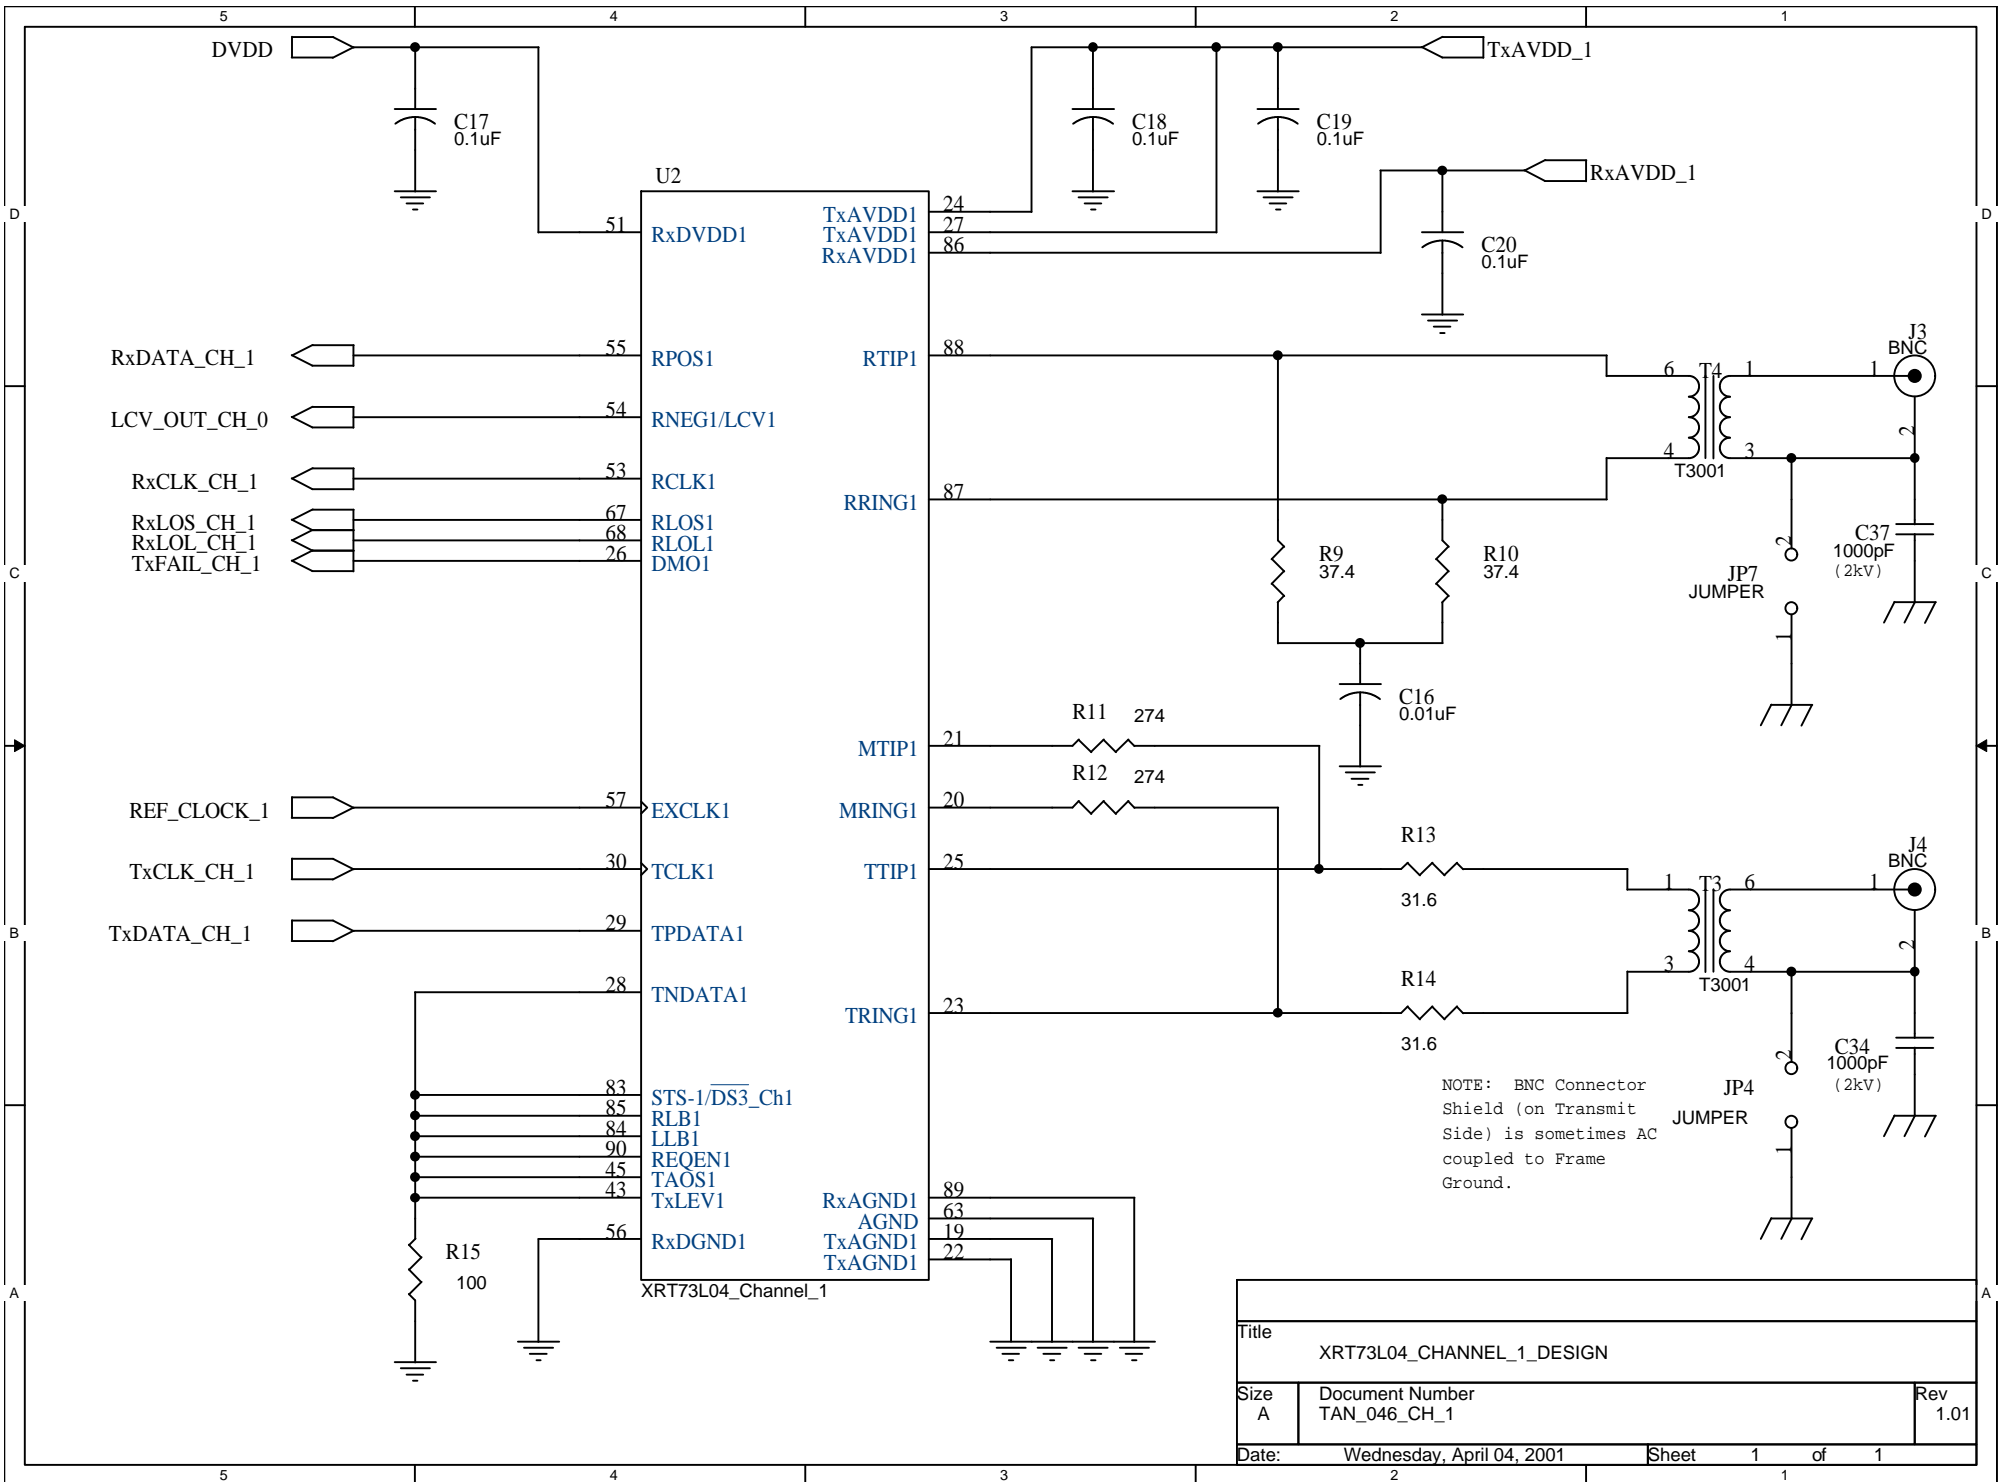 5 4 3 2 1
DVDD
TxAVDD_1
C17
0.1uF
C18
0.1uF
C19
0.1uF
RxAVDD_1
C20
0.1uF
U2
D
D
51 RxDVDD1
TxAVDD1 24
TxAVDD1 27
RxAVDD1 86
RxDATA_CH_1 55 RPOS1
RTIP1 88
LCV_OUT_CH_0 54 RNEG1/LCV1
RxCLK_CH_1 53 RCLK1
RRING1 87
RxLOS_CH_1 67 RLOS1
RxLOL_CH_1 68 RLOL1
TxFAIL_CH_1 26 DMO1
6 T4 1
4 3
T3001
J3
BNC
1
2
C
C
R9
37.4
R10
37.4
C37
1000pF
(2kV)
2
JP7
JUMPER
1
C16
0.01uF
MTIP1 21
R11 274
MRING1 20
R12 274
REF_CLOCK_1 57 EXCLK1
TxCLK_CH_1 30 TCLK1
TTIP1 25
R13
31.6
TxDATA_CH_1 29 TPDATA1
28 TNDATA1
TRING1 23
R14
31.6
1 T3 6
3 4
T3001
J4
BNC
1
2
B
B
C34
1000pF
(2kV)
2
JP4
JUMPER
1
NOTE: BNC Connector
Shield (on Transmit
Side) is sometimes AC
coupled to Frame
Ground.
83 STS-1/DS3_Ch1
85 RLB1
84 LLB1
90 REQEN1
45 TAOS1
43 TxLEV1
56 RxDGND1
RxAGND1 89
AGND 63
TxAGND1 19
TxAGND1 22
R15
100
XRT73L04_Channel_1
A
A
Title
XRT73L04_CHANNEL_1_DESIGN
Size
A
Document Number
TAN_046_CH_1
Rev
1.01
Date: Wednesday, April 04, 2001
Sheet 1 of 1
5 4 3 2 1